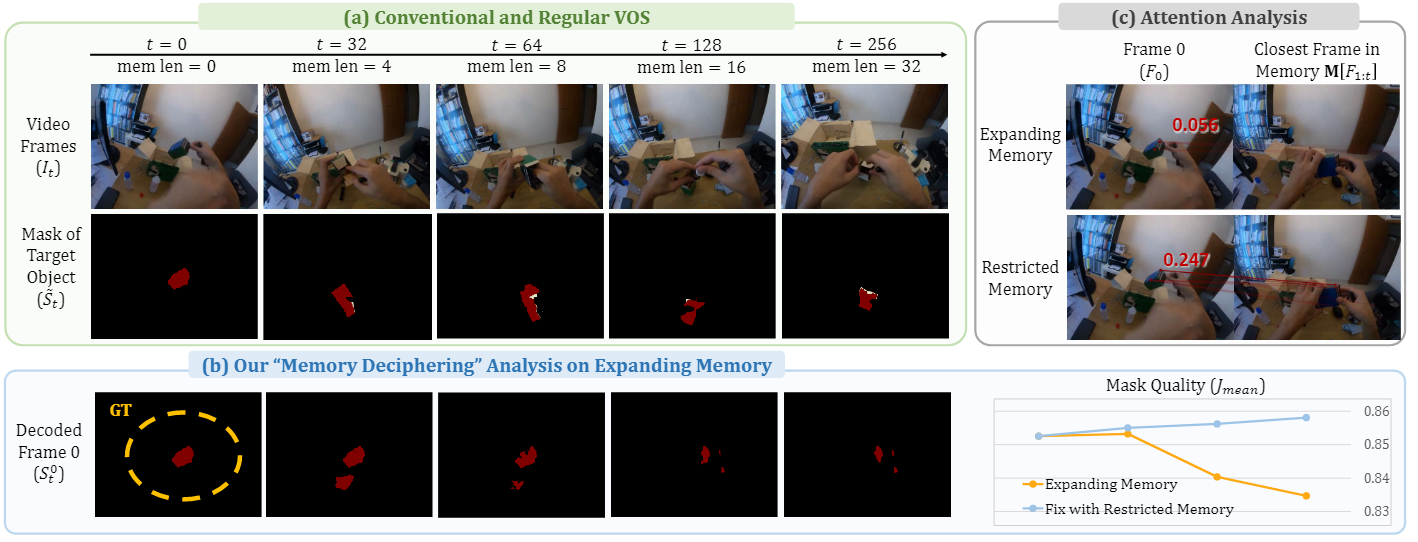 (a) Conventional and Regular VOS
t = 0
t = 32
t = 64
t = 128
t = 256
mem len = 0
mem len = 4
mem len = 8
mem len = 16
mem len = 32
Video
Frames
(I_t)
Mask of
Target
Object
(S̃_t)
(c) Attention Analysis
Frame 0
(F_0)
Closest Frame in
Memory M[F_{1:t}]
Expanding
Memory
0.056
Restricted
Memory
0.247
(b) Our “Memory Deciphering” Analysis on Expanding Memory
Decoded
Frame 0
(S_t^0)
GT
Mask Quality (J_mean)
0.86
0.85
0.84
0.83
Expanding Memory
Fix with Restricted Memory